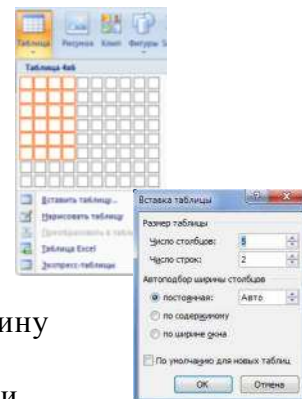 Таблица Рисунок Клип Фигуры S
Таблица 4x6
Вставить таблицу...
Нарисовать таблицу
Преобразовать в табли
Таблица Excel
Экспресс-таблицы
Вставка таблицы
Размер таблицы
Число столбцов: 5
Число строк: 2
Автоподбор ширины столбцов
постоянная: Авто
по содержимому
по ширине окна
По умолчанию для новых таблиц
ОК Отмена
ину
и